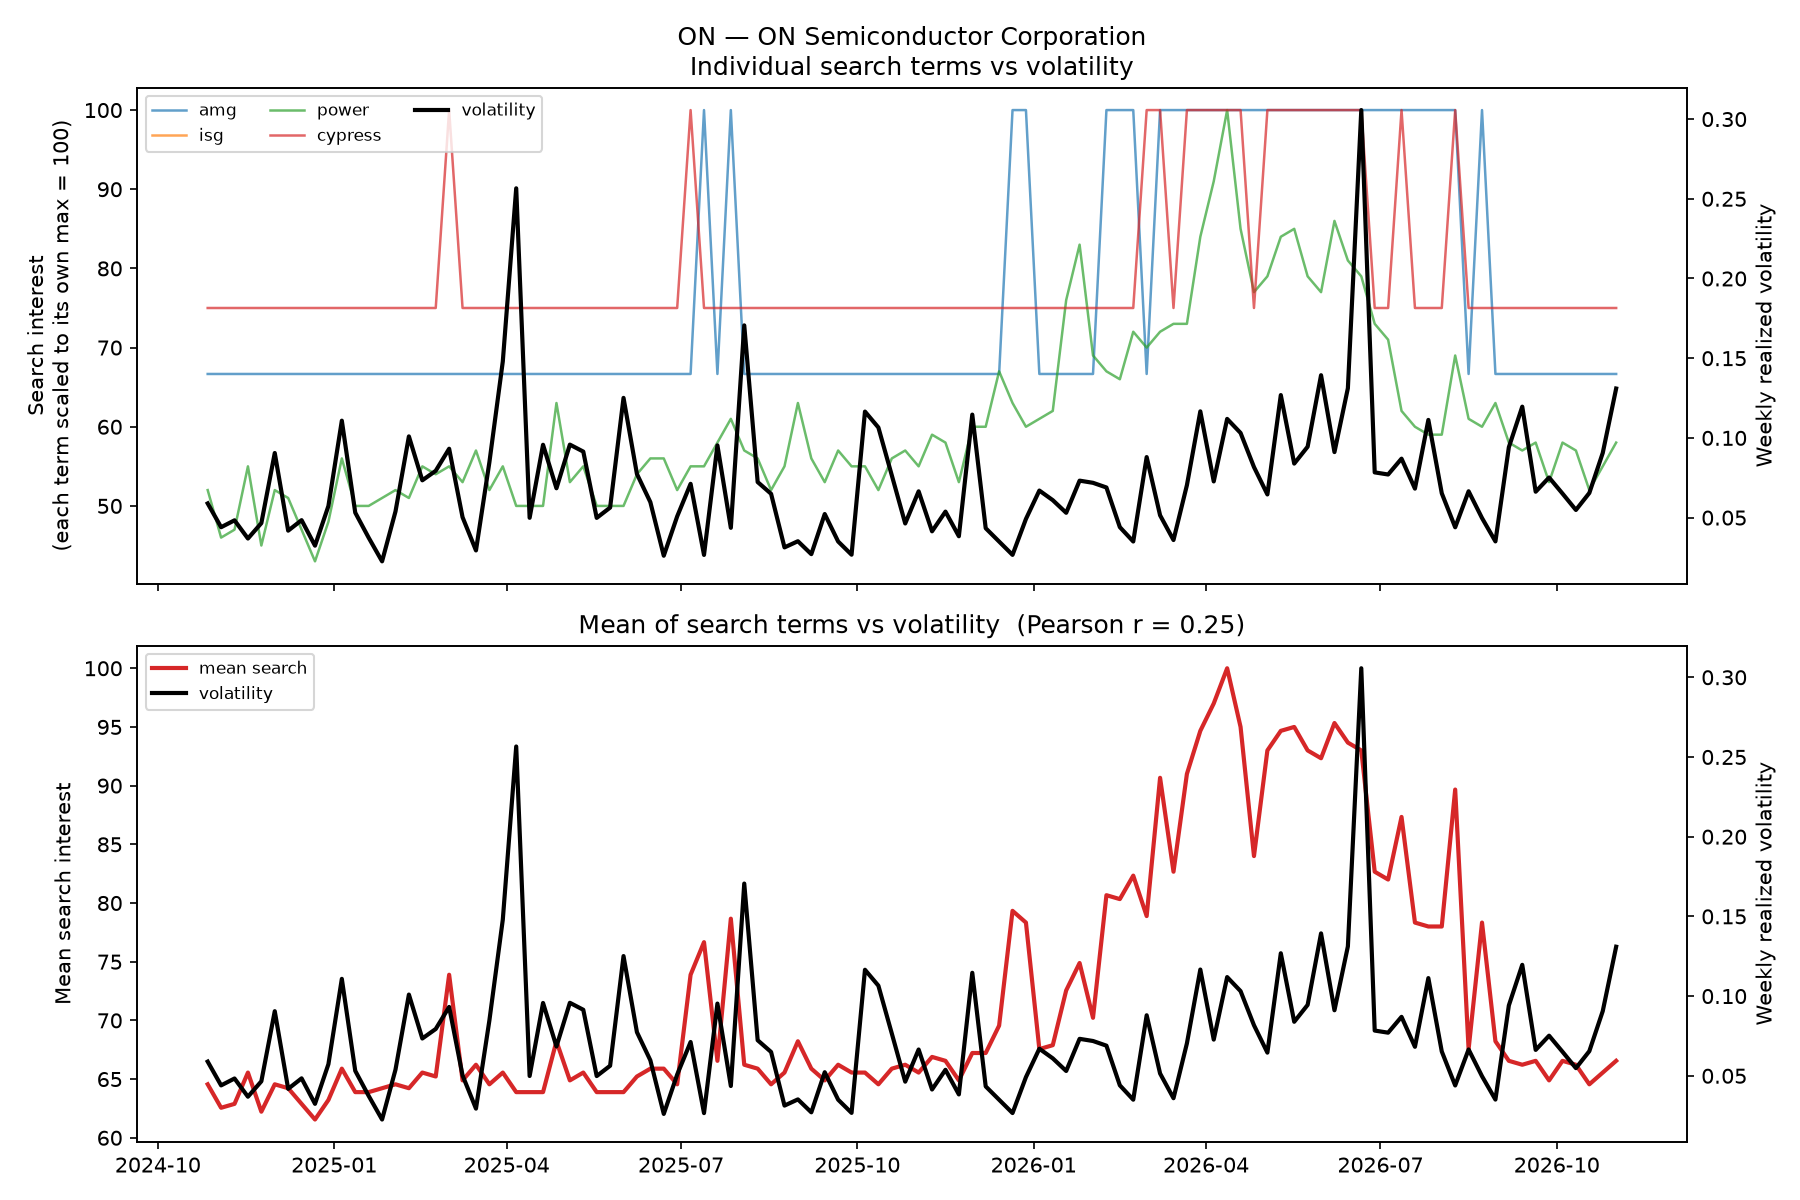 ON — ON Semiconductor Corporation
Individual search terms vs volatility
amg
isg
power
cypress
volatility
Search interest
(each term scaled to its own max = 100)
100
90
80
70
60
50
0.30
0.25
0.20
0.15
0.10
0.05
Weekly realized volatility
Mean of search terms vs volatility (Pearson r = 0.25)
mean search
volatility
Mean search interest
100
95
90
85
80
75
70
65
60
0.30
0.25
0.20
0.15
0.10
0.05
Weekly realized volatility
2024-10
2025-01
2025-04
2025-07
2025-10
2026-01
2026-04
2026-07
2026-10